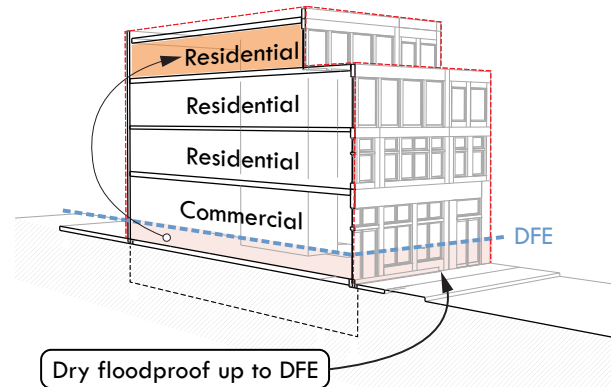 Residential
Residential
Residential
Commercial
DFE
Dry floodproof up to DFE